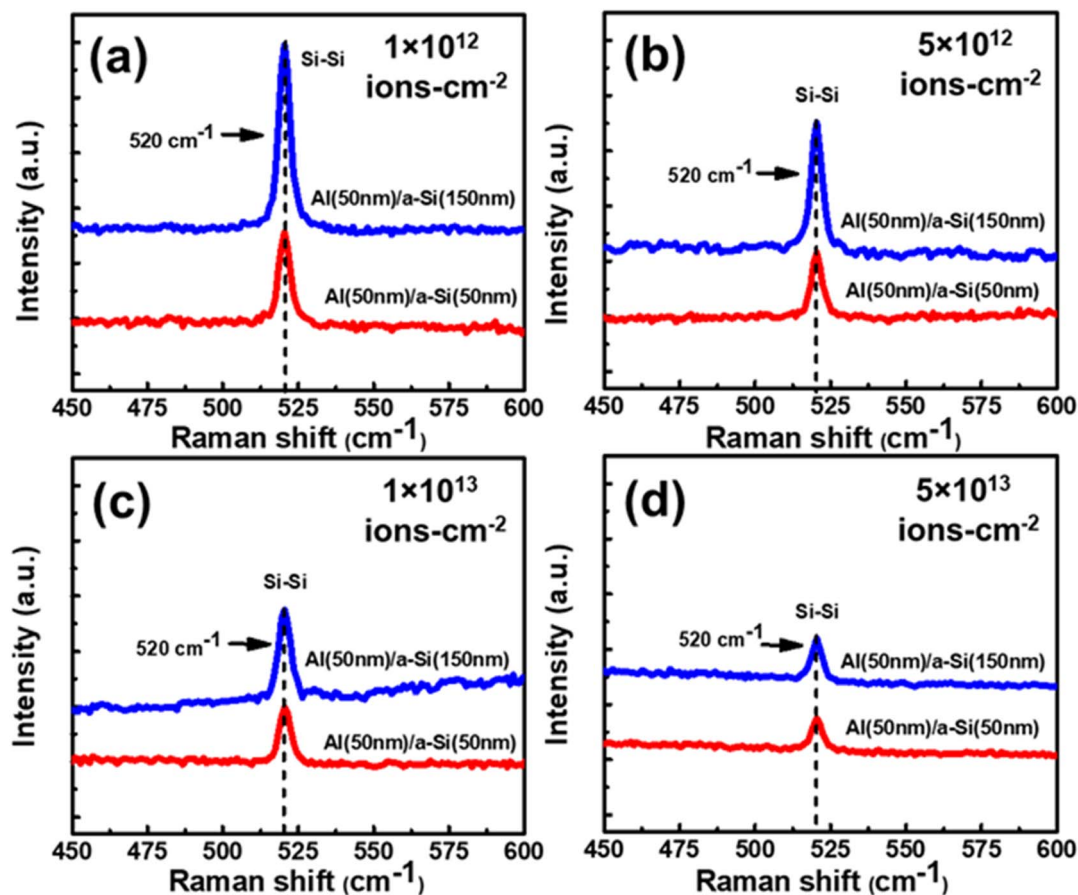 (a)
1×10¹²
ions-cm⁻²
Si-Si
520 cm⁻¹
Al(50nm)/a-Si(150nm)
Al(50nm)/a-Si(50nm)
Intensity (a.u.)
450 475 500 525 550 575 600
Raman shift (cm⁻¹)
(b)
5×10¹²
ions-cm⁻²
Si-Si
520 cm⁻¹
Al(50nm)/a-Si(150nm)
Al(50nm)/a-Si(50nm)
Intensity (a.u.)
450 475 500 525 550 575 600
Raman shift (cm⁻¹)
(c)
1×10¹³
ions-cm⁻²
Si-Si
520 cm⁻¹
Al(50nm)/a-Si(150nm)
Al(50nm)/a-Si(50nm)
Intensity (a.u.)
450 475 500 525 550 575 600
Raman shift (cm⁻¹)
(d)
5×10¹³
ions-cm⁻²
Si-Si
520 cm⁻¹
Al(50nm)/a-Si(150nm)
Al(50nm)/a-Si(50nm)
Intensity (a.u.)
450 475 500 525 550 575 600
Raman shift (cm⁻¹)